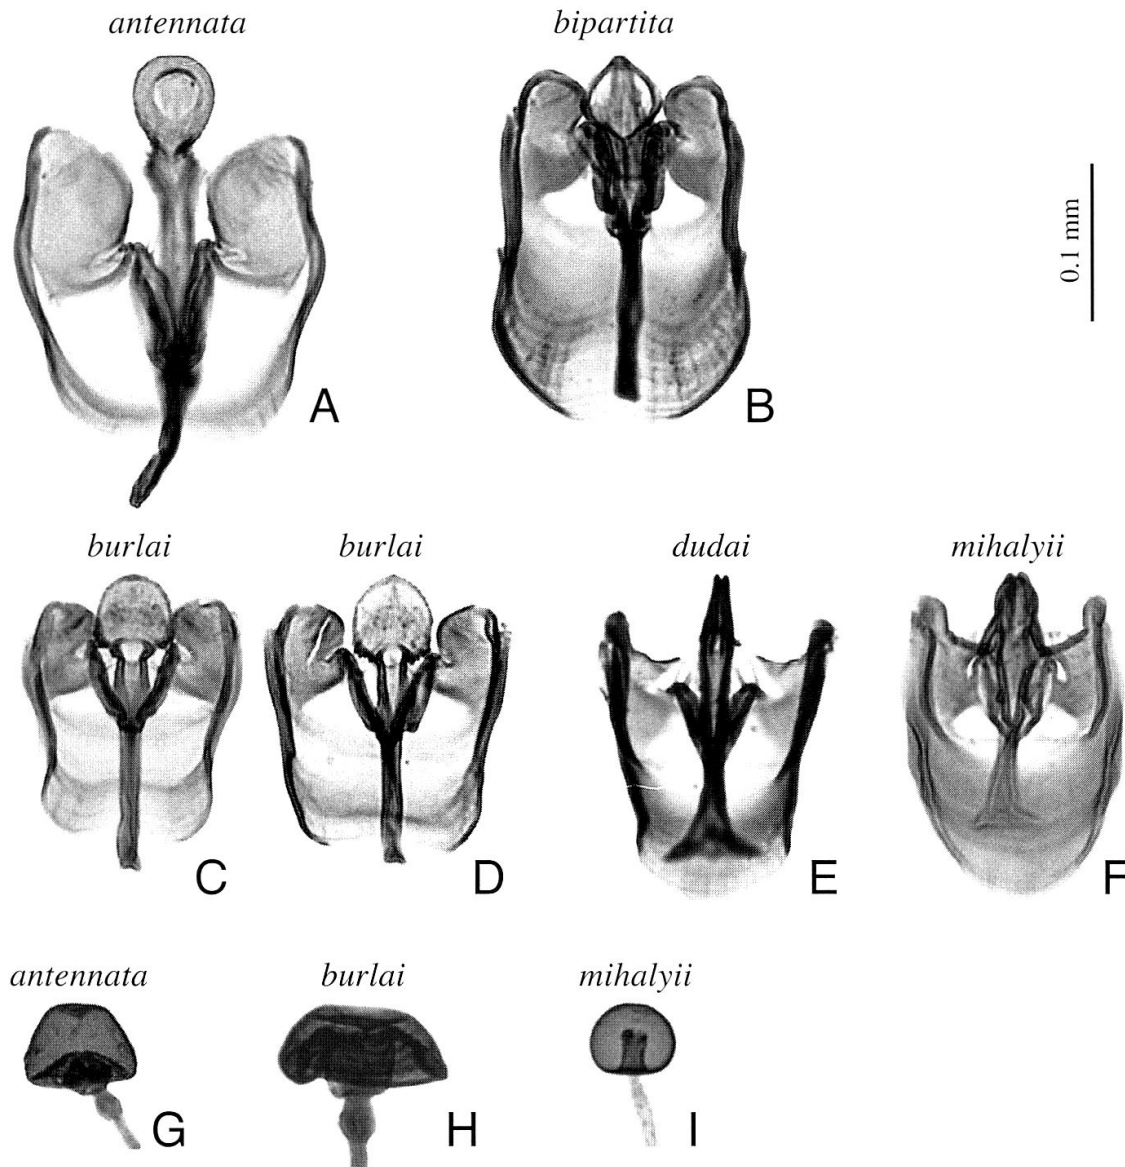 antennata
bipartita
A
B
0.1 mm
burlai
burlai
dudai
mihalyii
C
D
E
F
antennata
burlai
mihalyii
G
H
I